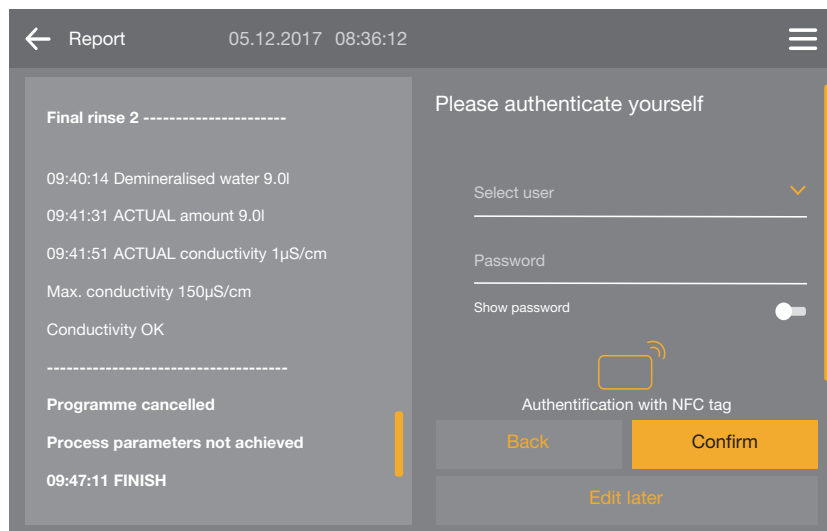 Report 05.12.2017 08:36:12
Final rinse 2 ----------------------
09:40:14 Demineralised water 9.0l
09:41:31 ACTUAL amount 9.0l
09:41:51 ACTUAL conductivity 1µS/cm
Max. conductivity 150µS/cm
Conductivity OK
-------------------------------------
Programme cancelled
Process parameters not achieved
09:47:11 FINISH
Please authenticate yourself
Select user
Password
Show password
Authentification with NFC tag
Back Confirm
Edit later